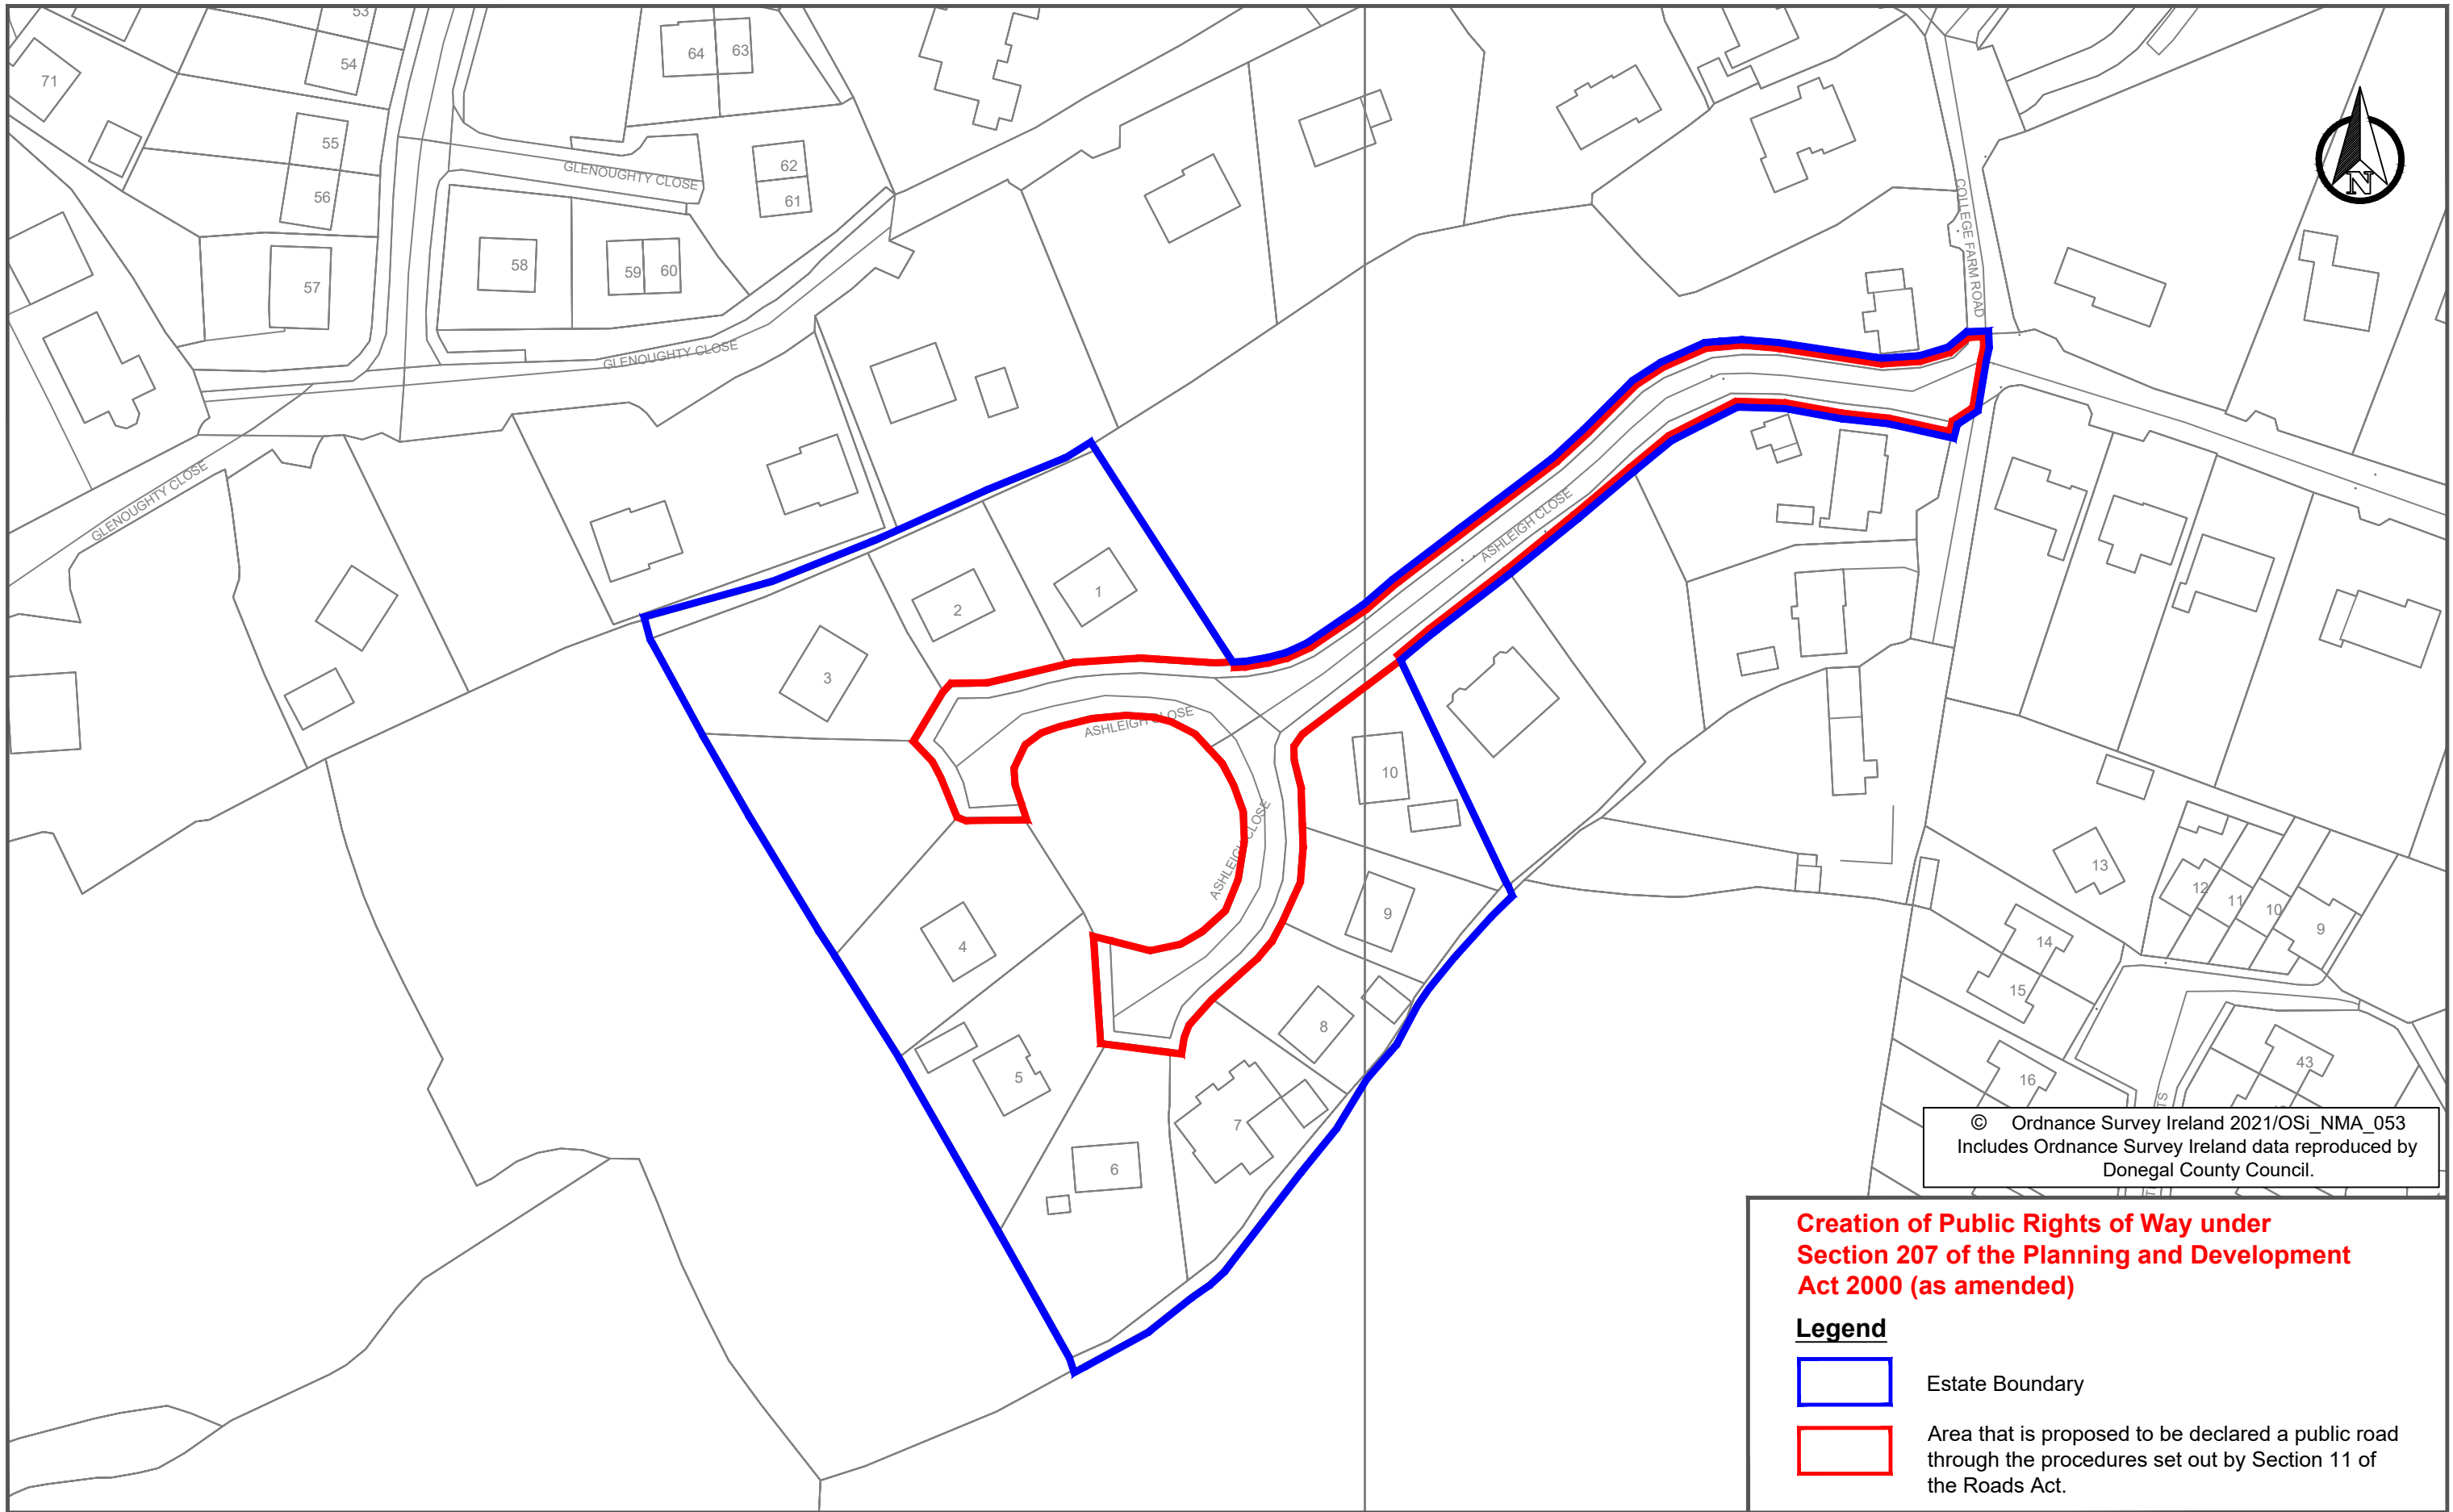 53
54
64
63
71
55
56
57
GLENOUGHTY CLOSE
62
61
58
59
60
COLLEGE FARM ROAD
N
GLENOUGHTY CLOSE
GLENOUGHTY CLOSE
ASHLEIGH CLOSE
1
2
3
ASHLEIGH CLOSE
ASHLEIGH CLOSE
10
9
4
8
5
7
6
13
12
11
10
9
14
15
16
43
TS
© Ordnance Survey Ireland 2021/OSi_NMA_053
Includes Ordnance Survey Ireland data reproduced by
Donegal County Council.
Creation of Public Rights of Way under
Section 207 of the Planning and Development
Act 2000 (as amended)
Legend
Estate Boundary
Area that is proposed to be declared a public road
through the procedures set out by Section 11 of
the Roads Act.